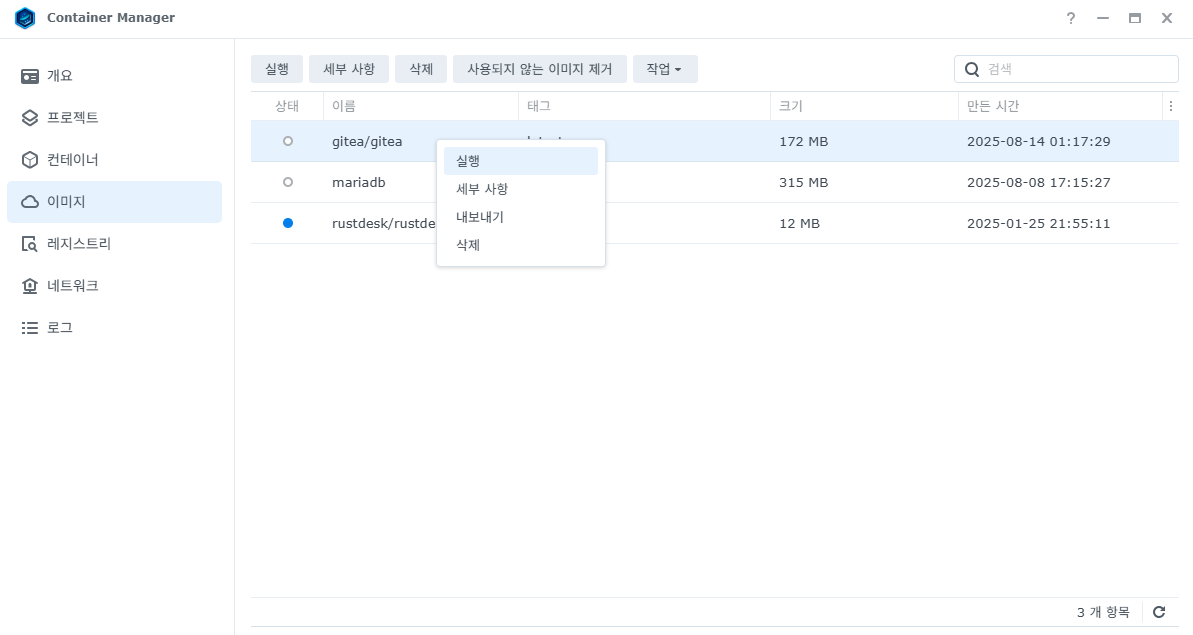 Container Manager
?
개요
프로젝트
컨테이너
이미지
레지스트리
네트워크
로그
실행 세부 사항 삭제 사용되지 않는 이미지 제거 작업
검색
상태 이름 태그 크기 만든 시간
gitea/gitea 172 MB 2025-08-14 01:17:29
mariadb 315 MB 2025-08-08 17:15:27
rustdesk/rustde 12 MB 2025-01-25 21:55:11
실행
세부 사항
내보내기
삭제
3 개 항목